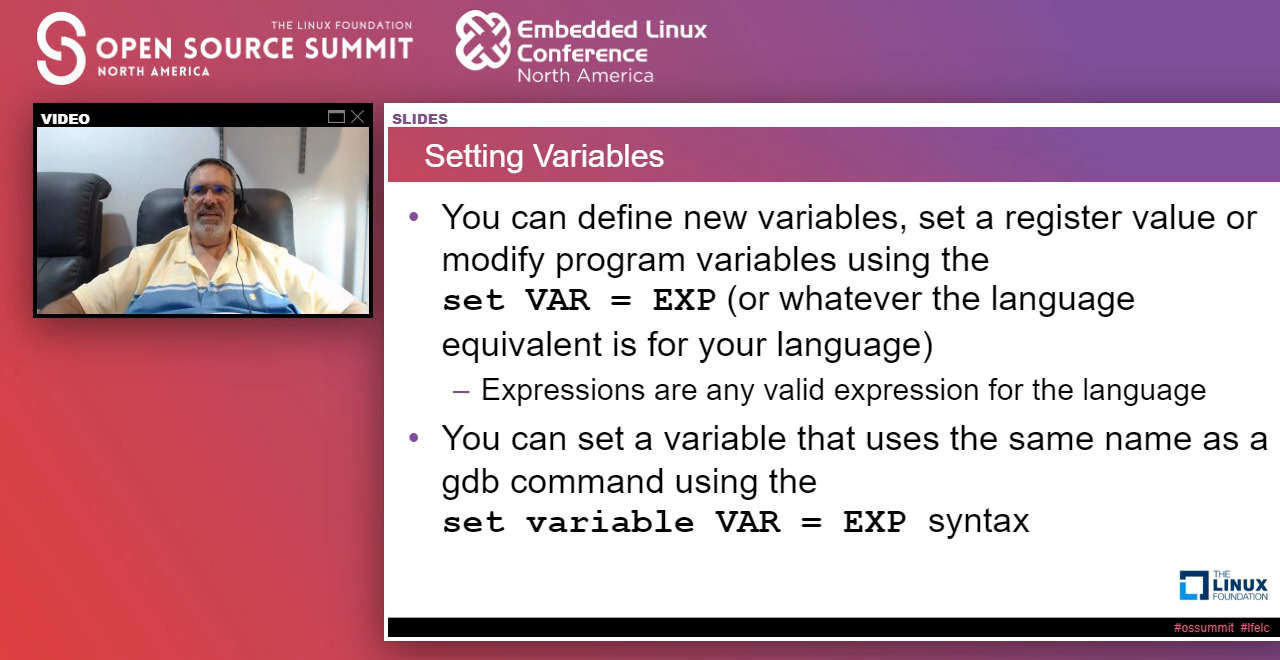 THE LINUX FOUNDATION
OPEN SOURCE SUMMIT
NORTH AMERICA
Embedded Linux
Conference
North America
VIDEO
SLIDES
Setting Variables
• You can define new variables, set a register value or
modify program variables using the
set VAR = EXP (or whatever the language
equivalent is for your language)
– Expressions are any valid expression for the language
• You can set a variable that uses the same name as a
gdb command using the
set variable VAR = EXP syntax
THE
LINUX
FOUNDATION
#ossummit #lfelc